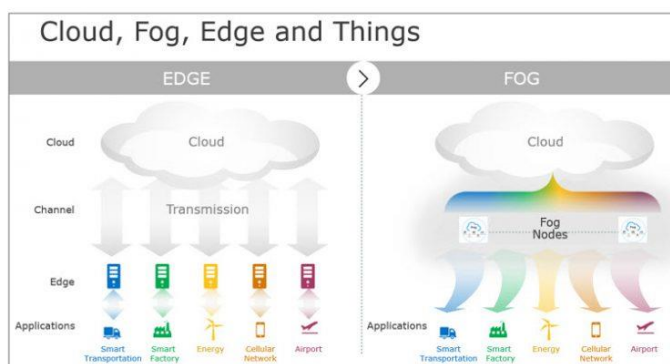 Cloud, Fog, Edge and Things
EDGE
FOG
Cloud
Cloud
Channel
Transmission
Edge
Applications
Smart
Transportation
Smart
Factory
Energy
Cellular
Network
Airport
Cloud
Fog
Nodes
Applications
Smart
Transportation
Smart
Factory
Energy
Cellular
Network
Airport